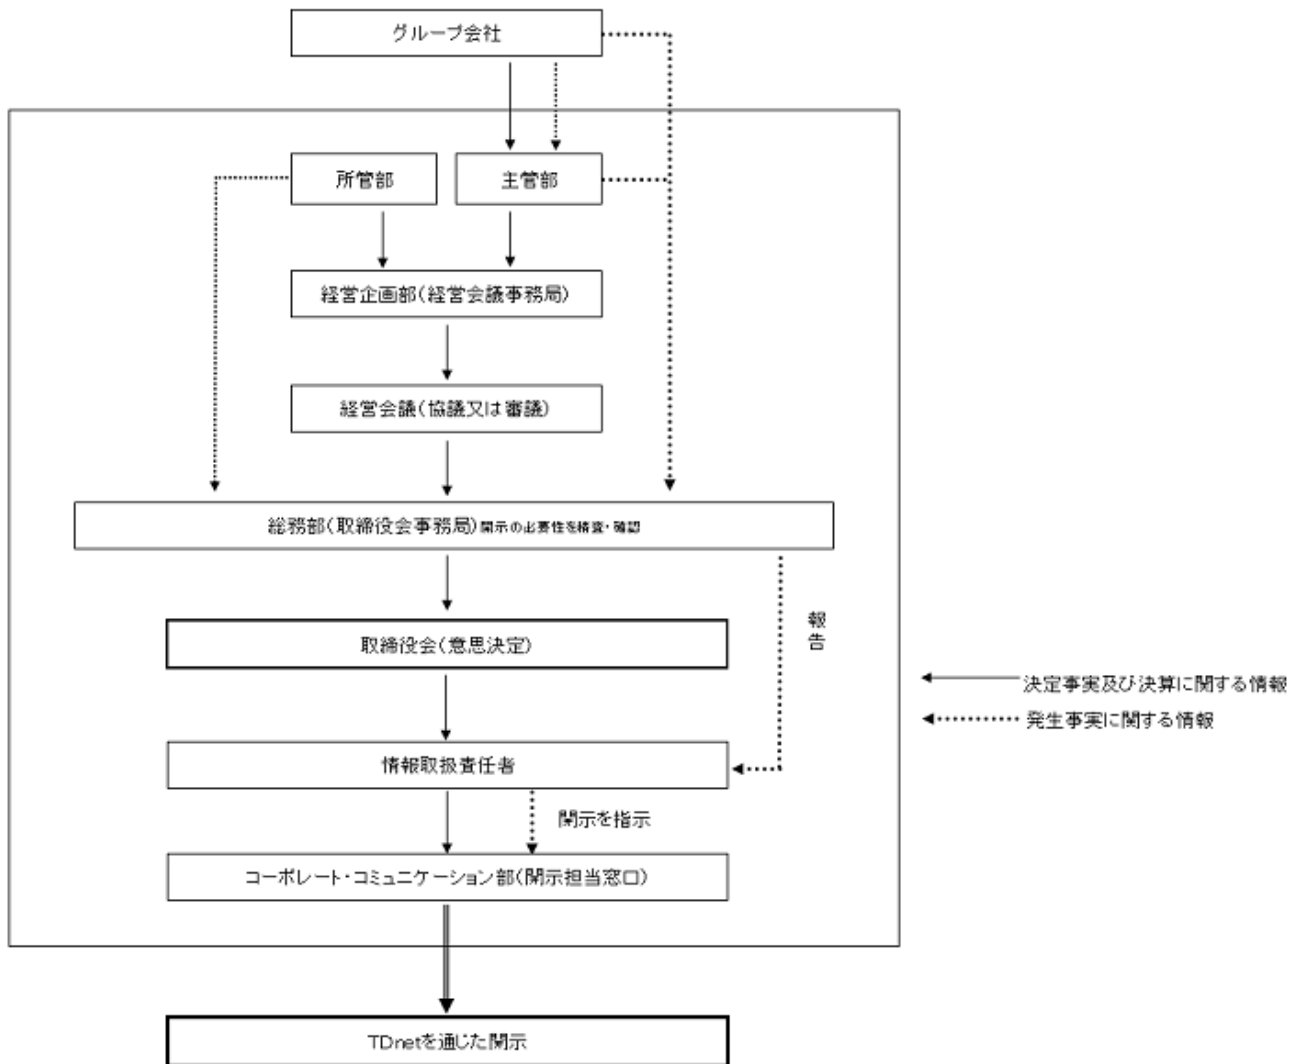 グループ会社
所管部
主管部
経営企画部(経営会議事務局)
経営会議(協議又は審議)
総務部(取締役会事務局)開示の必要性を精査・確認
報告
取締役会(意思決定)
決定事実及び決算に関する情報
発生事実に関する情報
情報取扱責任者
開示を指示
コーポレート・コミュニケーション部(開示担当窓口)
TDnetを通じた開示